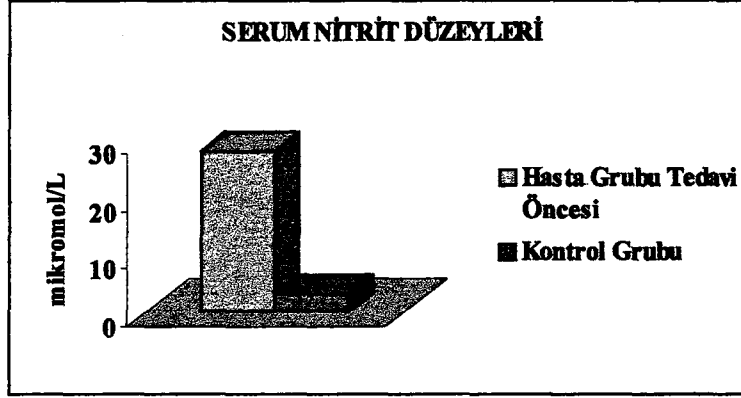 SERUM NİTRİT DÜZEYLERİ
mikromol/L
30
20
10
0
Hasta Grubu Tedavi
Öncesi
Kontrol Grubu